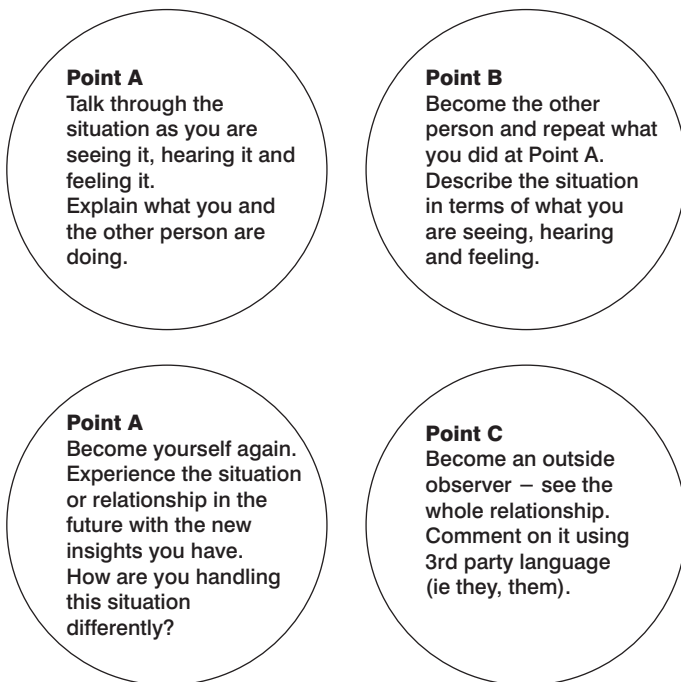 Point A
Talk through the
situation as you are
seeing it, hearing it and
feeling it.
Explain what you and
the other person are
doing.
Point B
Become the other
person and repeat what
you did at Point A.
Describe the situation
in terms of what you
are seeing, hearing
and feeling.
Point A
Become yourself again.
Experience the situation
or relationship in the
future with the new
insights you have.
How are you handling
this situation
differently?
Point C
Become an outside
observer – see the
whole relationship.
Comment on it using
3rd party language
(ie they, them).